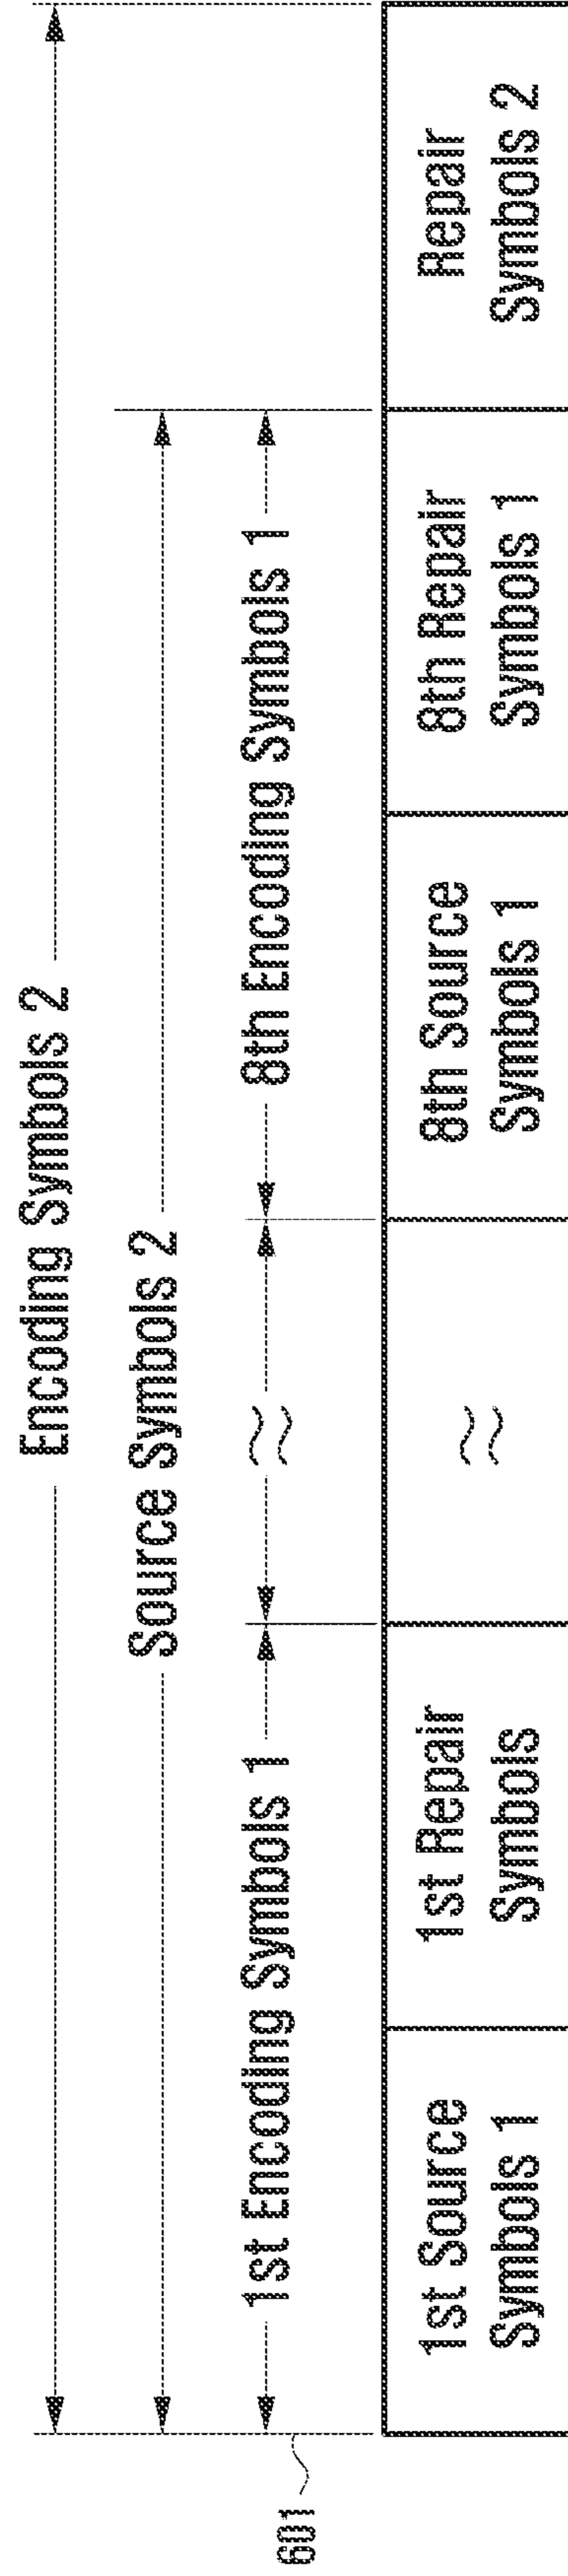 Encoding Symbols 2
Source Symbols 2
1st Encoding Symbols 1
8th Encoding Symbols 1
601
1st Source
Symbols 1
1st Repair
Symbols
8th Source
Symbols 1
8th Repair
Symbols 1
Repair
Symbols 2